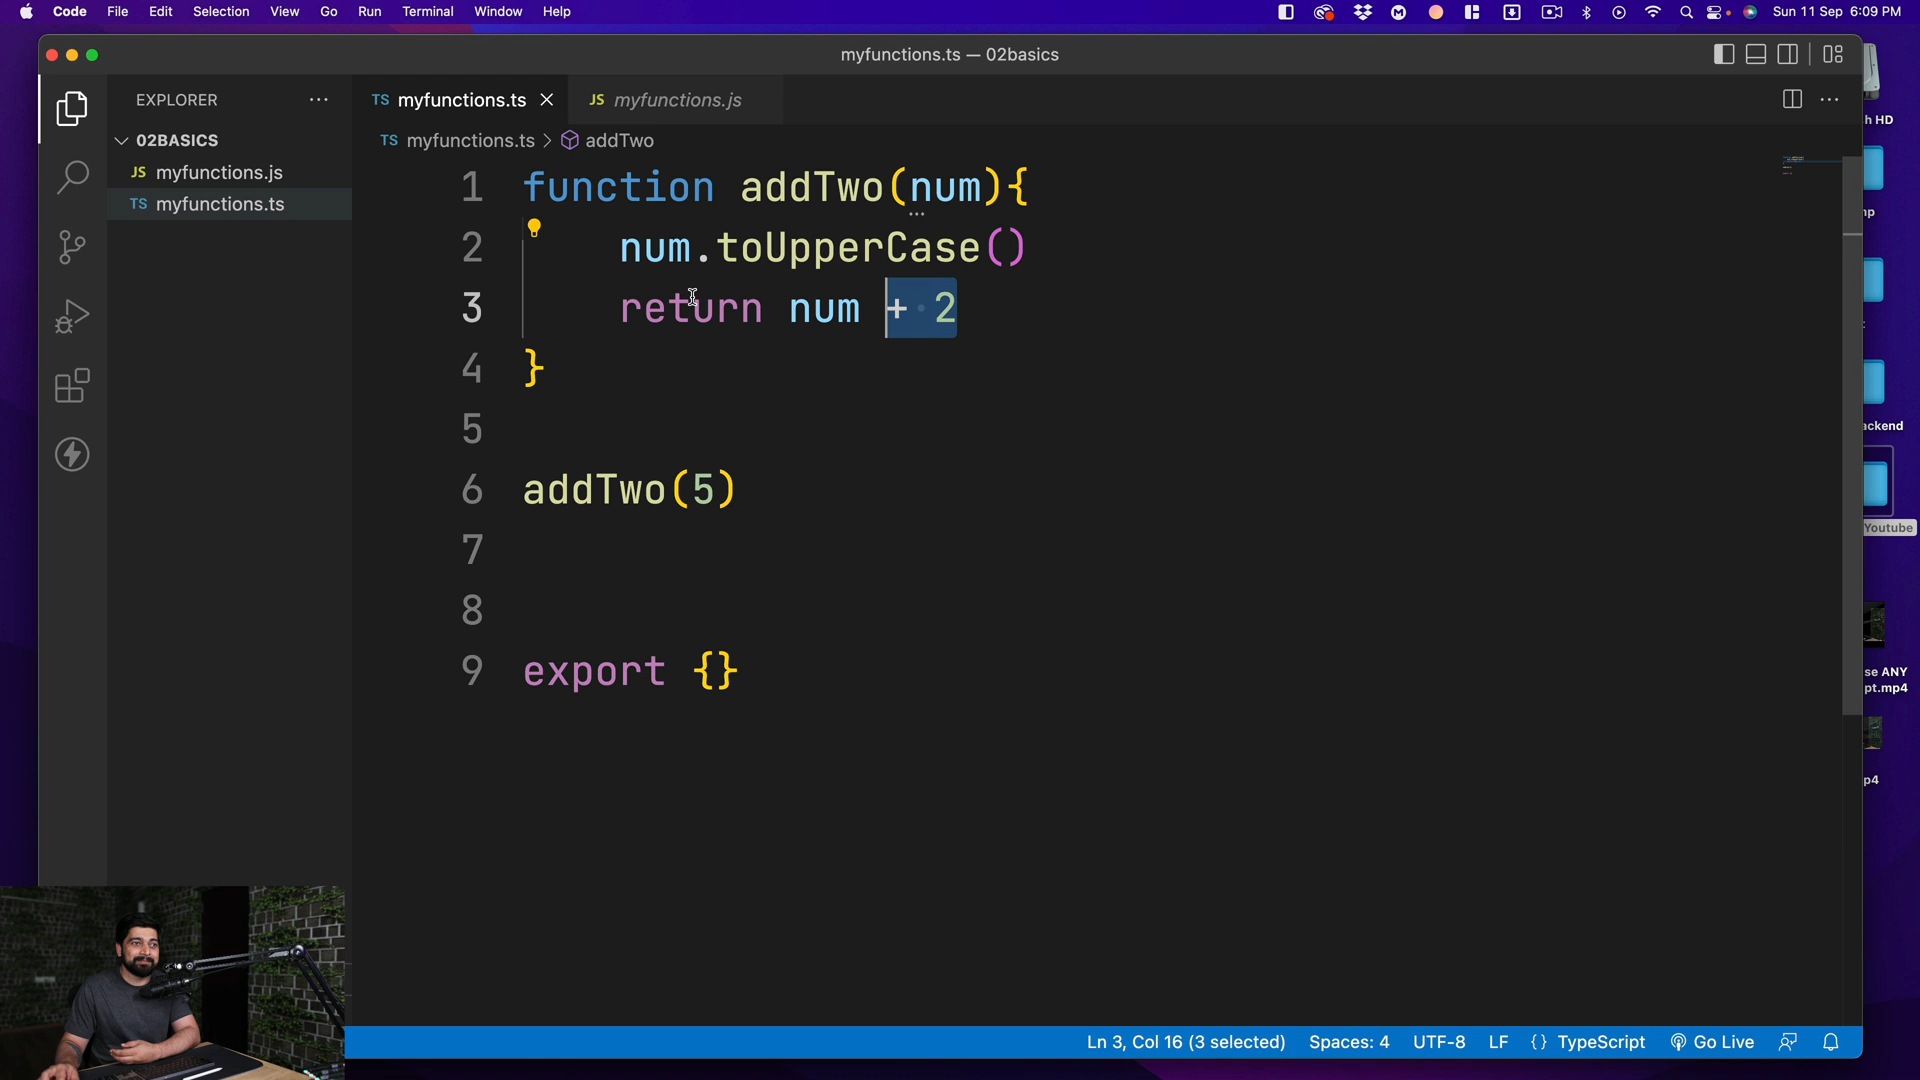 Code File Edit Selection View Go Run Terminal Window Help Sun 11 Sep 6:09 PM
myfunctions.ts — 02basics
EXPLORER ···
TS myfunctions.ts
JS myfunctions.js
02BASICS
JS myfunctions.js
TS myfunctions.ts
TS myfunctions.ts > addTwo
1 function addTwo(num){
2 num.toUpperCase()
3 return num + 2
4 }
5
6 addTwo(5)
7
8
9 export {}
h HD
ackend
Youtube
se ANY
pt.mp4
p4
Ln 3, Col 16 (3 selected) Spaces: 4 UTF-8 LF {} TypeScript Go Live